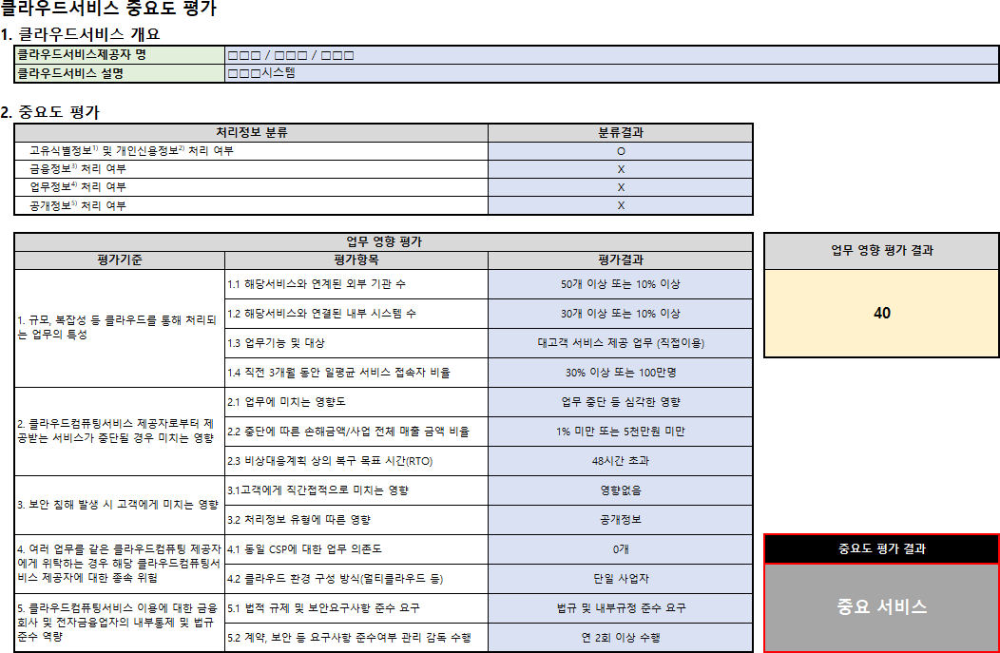 클라우드서비스 중요도 평가
1. 클라우드서비스 개요
클라우드서비스제공자 명 □□□ / □□□ / □□□
클라우드서비스 설명 □□□시스템
2. 중요도 평가
처리정보 분류 분류결과
고유식별정보1) 및 개인신용정보2) 처리 여부 O
금융정보3) 처리 여부 X
업무정보4) 처리 여부 X
공개정보5) 처리 여부 X
업무 영향 평가
평가기준 평가항목 평가결과
1. 규모, 복잡성 등 클라우드를 통해 처리되
는 업무의 특성
1.1 해당서비스와 연계된 외부 기관 수 50개 이상 또는 10% 이상
1.2 해당서비스와 연결된 내부 시스템 수 30개 이상 또는 10% 이상
1.3 업무기능 및 대상 대고객 서비스 제공 업무 (직접이용)
1.4 직전 3개월 동안 일평균 서비스 접속자 비율 30% 이상 또는 100만명
2. 클라우드컴퓨팅서비스 제공자로부터 제
공받는 서비스가 중단될 경우 미치는 영향
2.1 업무에 미치는 영향도 업무 중단 등 심각한 영향
2.2 중단에 따른 손해금액/사업 전체 매출 금액 비율 1% 미만 또는 5천만원 미만
2.3 비상대응계획 상의 복구 목표 시간(RTO) 48시간 초과
3. 보안 침해 발생 시 고객에게 미치는 영향
3.1고객에게 직간접적으로 미치는 영향 영향없음
3.2 처리정보 유형에 따른 영향 공개정보
4. 여러 업무를 같은 클라우드컴퓨팅 제공자
에게 위탁하는 경우 해당 클라우드컴퓨팅서
비스 제공자에 대한 종속 위험
4.1 동일 CSP에 대한 업무 의존도 0개
4.2 클라우드 환경 구성 방식(멀티클라우드 등) 단일 사업자
5. 클라우드컴퓨팅서비스 이용에 대한 금융
회사 및 전자금융업자의 내부통제 및 법규
준수 역량
5.1 법적 규제 및 보안요구사항 준수 요구 법규 및 내부규정 준수 요구
5.2 계약, 보안 등 요구사항 준수여부 관리 감독 수행 연 2회 이상 수행
업무 영향 평가 결과
40
중요도 평가 결과
중요 서비스